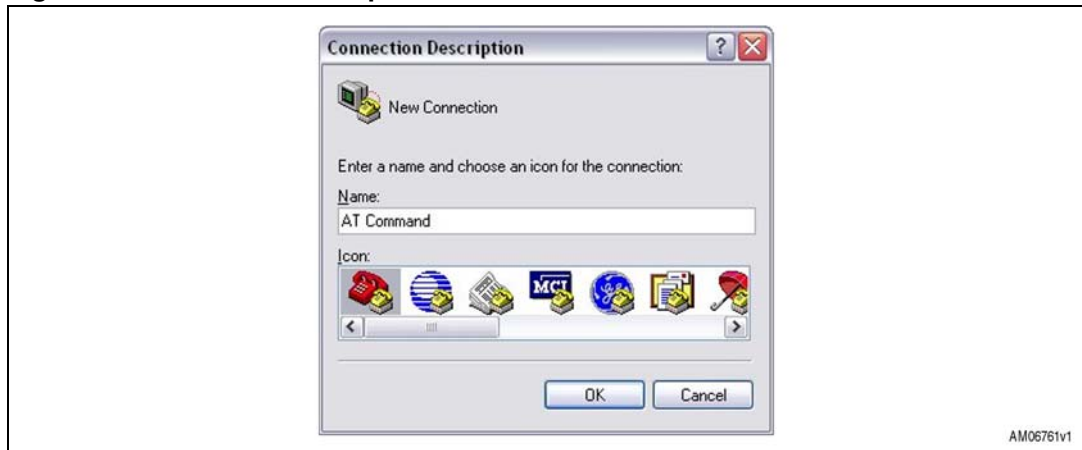 Connection Description
New Connection
Enter a name and choose an icon for the connection:
Name:
AT Command
Icon:
MCI
OK Cancel
AM06761v1